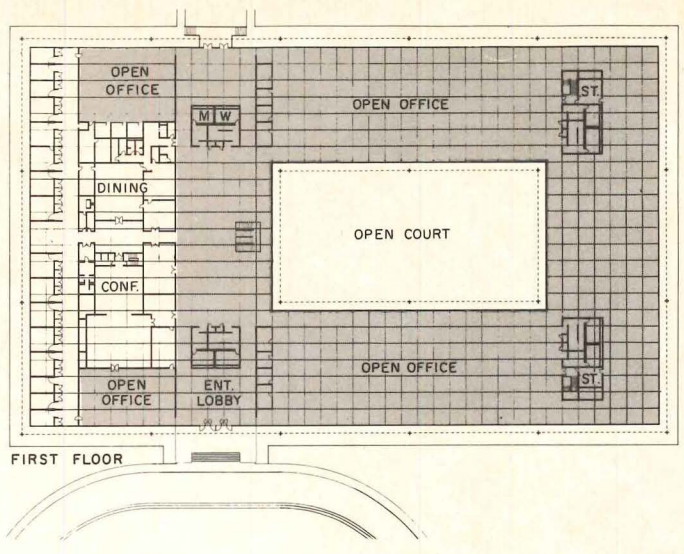 OPEN
OFFICE
OPEN OFFICE
ST.
M W
DINING
OPEN COURT
CONF.
OPEN OFFICE
OPEN
OFFICE
ENT.
LOBBY
ST.
FIRST FLOOR